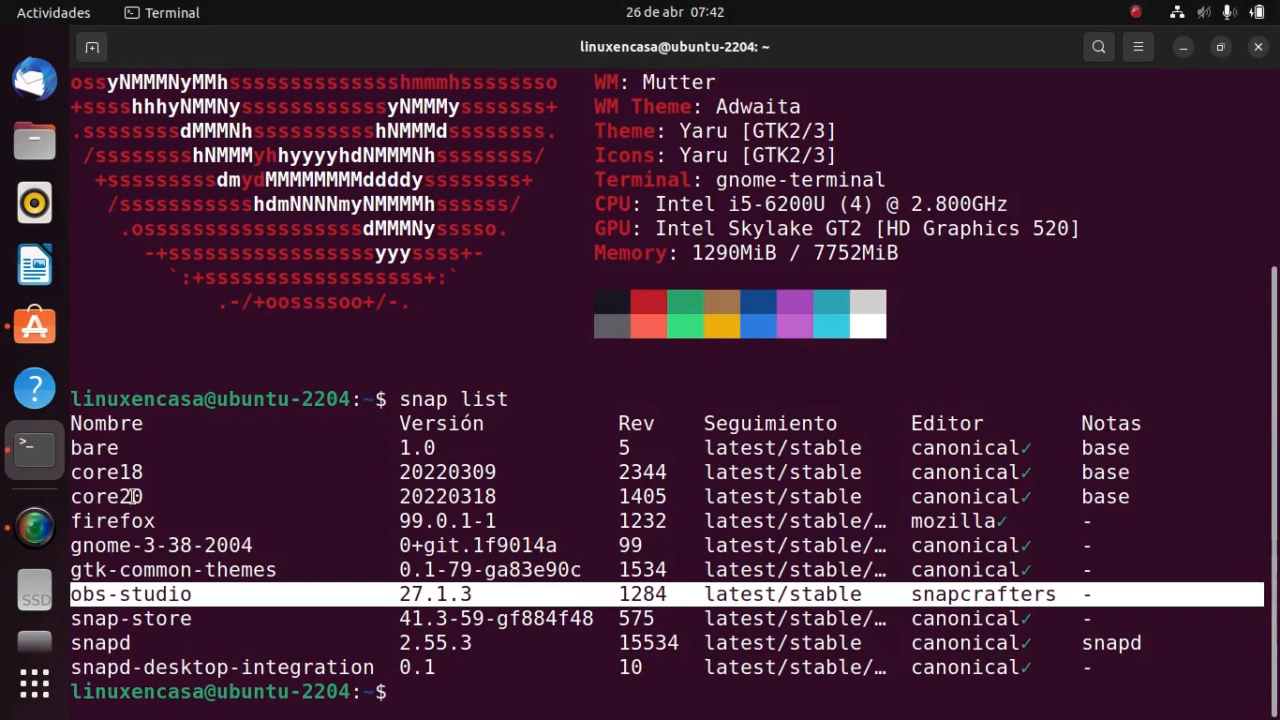 Actividades Terminal 26 de abr 07:42
linuxencasa@ubuntu-2204: ~
ossyNMMMNyMMhsssssssssssssshmmmhssssssso WM: Mutter
+sssshhhyNMMNyssssssssssssyNMMMysssssss+ WM Theme: Adwaita
.ssssssssdMMMNhsssssssssshNMMMdssssssss. Theme: Yaru [GTK2/3]
/sssssssshNMMMyhhyyyyhdNMMMNhssssssss/ Icons: Yaru [GTK2/3]
+sssssssssdmydMMMMMMMMddddyssssssss+ Terminal: gnome-terminal
/ssssssssssshdmNNNNmyNMMMMhssssss/ CPU: Intel i5-6200U (4) @ 2.800GHz
.ossssssssssssssssssdMMMNysssso. GPU: Intel Skylake GT2 [HD Graphics 520]
-+sssssssssssssssssyyyssss+- Memory: 1290MiB / 7752MiB
`:+ssssssssssssssssss+:`
.-/+oossssoo+/-.
linuxencasa@ubuntu-2204:~$ snap list
Nombre Versión Rev Seguimiento Editor Notas
bare 1.0 5 latest/stable canonical✓ base
core18 20220309 2344 latest/stable canonical✓ base
core20 20220318 1405 latest/stable canonical✓ base
firefox 99.0.1-1 1232 latest/stable/… mozilla✓ -
gnome-3-38-2004 0+git.1f9014a 99 latest/stable/… canonical✓ -
gtk-common-themes 0.1-79-ga83e90c 1534 latest/stable/… canonical✓ -
obs-studio 27.1.3 1284 latest/stable snapcrafters -
snap-store 41.3-59-gf884f48 575 latest/stable/… canonical✓ -
snapd 2.55.3 15534 latest/stable canonical✓ snapd
snapd-desktop-integration 0.1 10 latest/stable/… canonical✓ -
linuxencasa@ubuntu-2204:~$
SSD